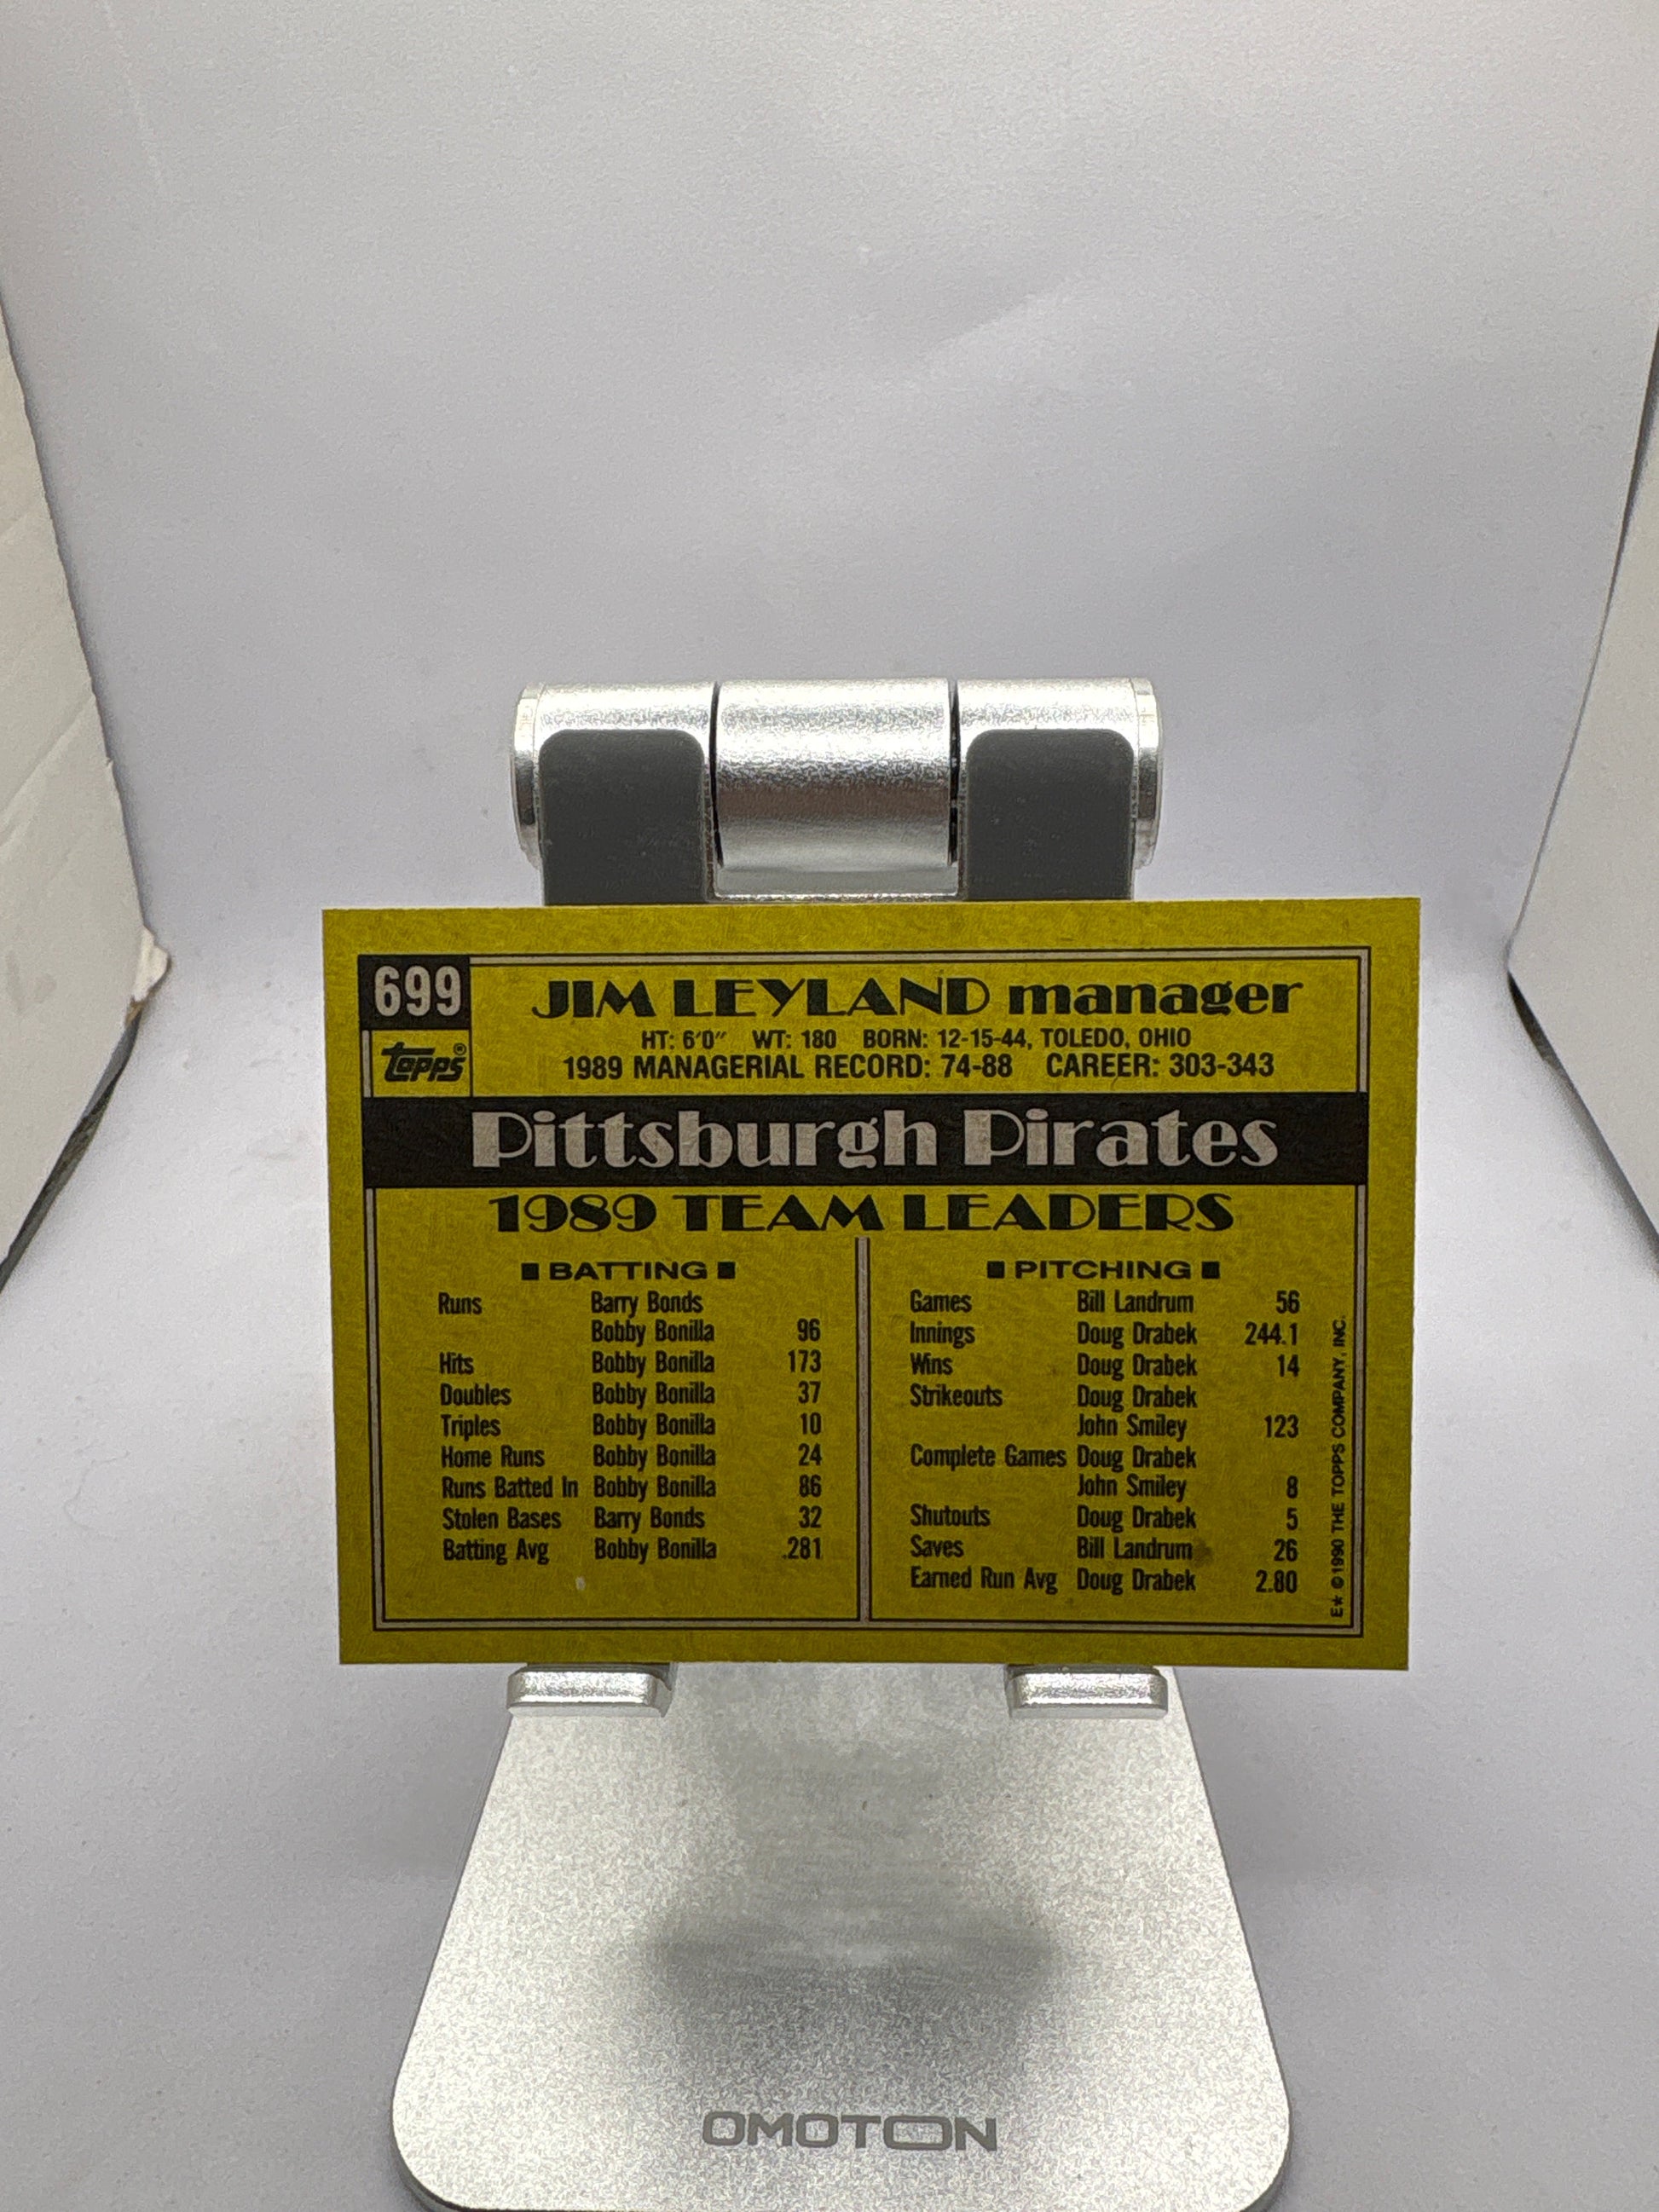 699
topps®
JIM LEYLAND manager
HT: 6'0" WT: 180 BORN: 12-15-44, TOLEDO, OHIO
1989 MANAGERIAL RECORD: 74-88 CAREER: 303-343
Pittsburgh Pirates
1989 TEAM LEADERS
■ BATTING ■
Runs Barry Bonds
Bobby Bonilla 96
Hits Bobby Bonilla 173
Doubles Bobby Bonilla 37
Triples Bobby Bonilla 10
Home Runs Bobby Bonilla 24
Runs Batted In Bobby Bonilla 86
Stolen Bases Barry Bonds 32
Batting Avg Bobby Bonilla .281
■ PITCHING ■
Games Bill Landrum 56
Innings Doug Drabek 244.1
Wins Doug Drabek 14
Strikeouts Doug Drabek
John Smiley 123
Complete Games Doug Drabek
John Smiley 8
Shutouts Doug Drabek 5
Saves Bill Landrum 26
Earned Run Avg Doug Drabek 2.80
E★ ©1990 THE TOPPS COMPANY, INC.
OMOTON